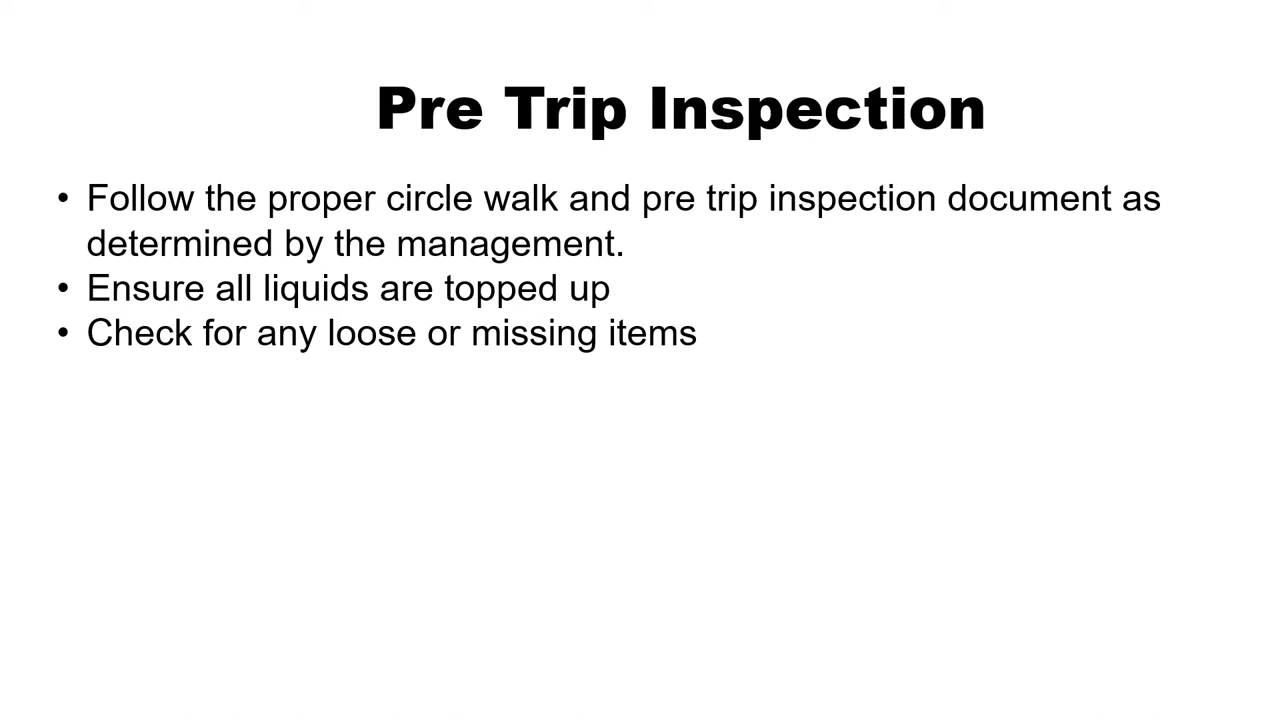 Pre Trip Inspection
• Follow the proper circle walk and pre trip inspection document as
determined by the management.
• Ensure all liquids are topped up
• Check for any loose or missing items